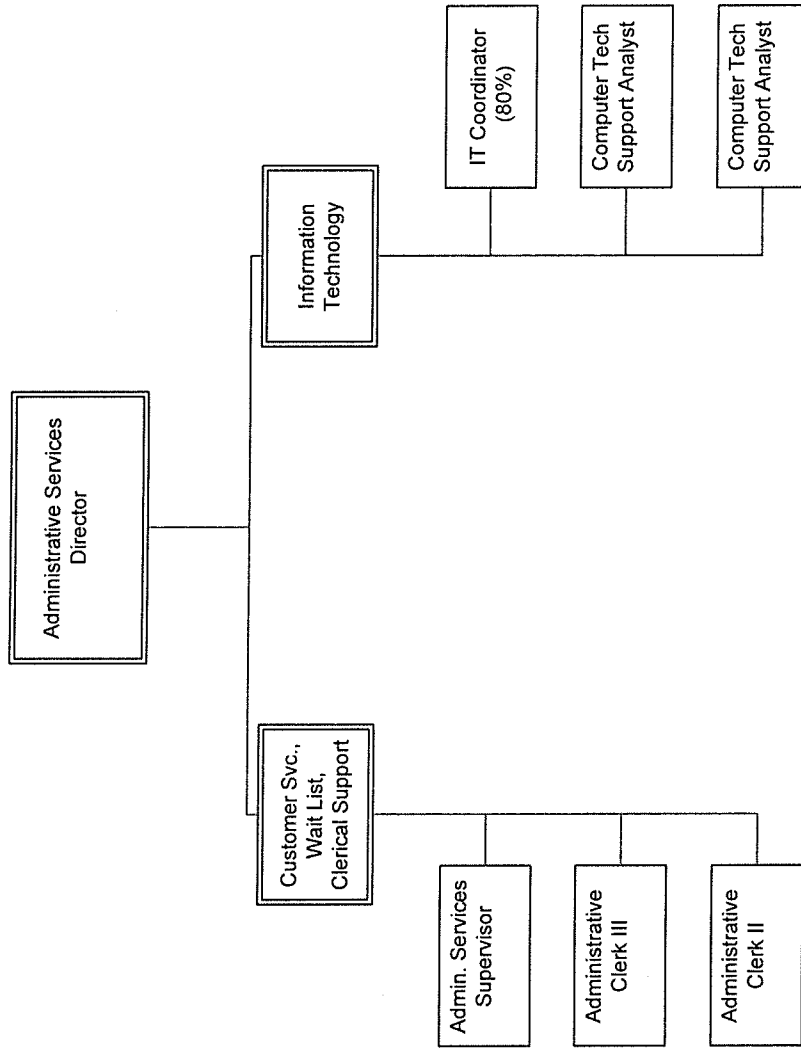 Administrative Services
Director
Customer Svc.,
Wait List,
Clerical Support
Information
Technology
Admin. Services
Supervisor
Administrative
Clerk III
Administrative
Clerk II
IT Coordinator
(80%)
Computer Tech
Support Analyst
Computer Tech
Support Analyst